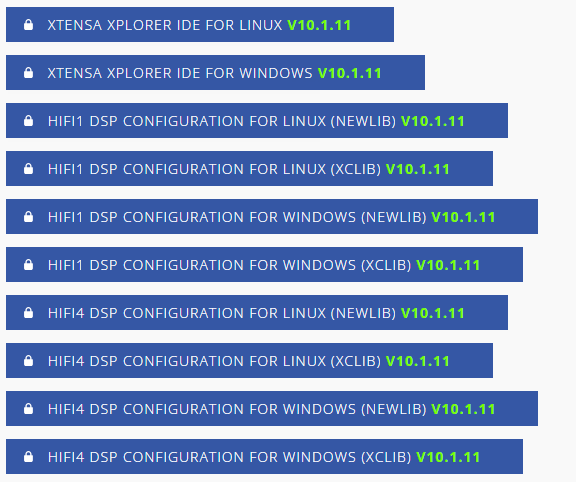 XTENSA XPLORER IDE FOR LINUX V10.1.11
XTENSA XPLORER IDE FOR WINDOWS V10.1.11
HIFI1 DSP CONFIGURATION FOR LINUX (NEWLIB) V10.1.11
HIFI1 DSP CONFIGURATION FOR LINUX (XCLIB) V10.1.11
HIFI1 DSP CONFIGURATION FOR WINDOWS (NEWLIB) V10.1.11
HIFI1 DSP CONFIGURATION FOR WINDOWS (XCLIB) V10.1.11
HIFI4 DSP CONFIGURATION FOR LINUX (NEWLIB) V10.1.11
HIFI4 DSP CONFIGURATION FOR LINUX (XCLIB) V10.1.11
HIFI4 DSP CONFIGURATION FOR WINDOWS (NEWLIB) V10.1.11
HIFI4 DSP CONFIGURATION FOR WINDOWS (XCLIB) V10.1.11